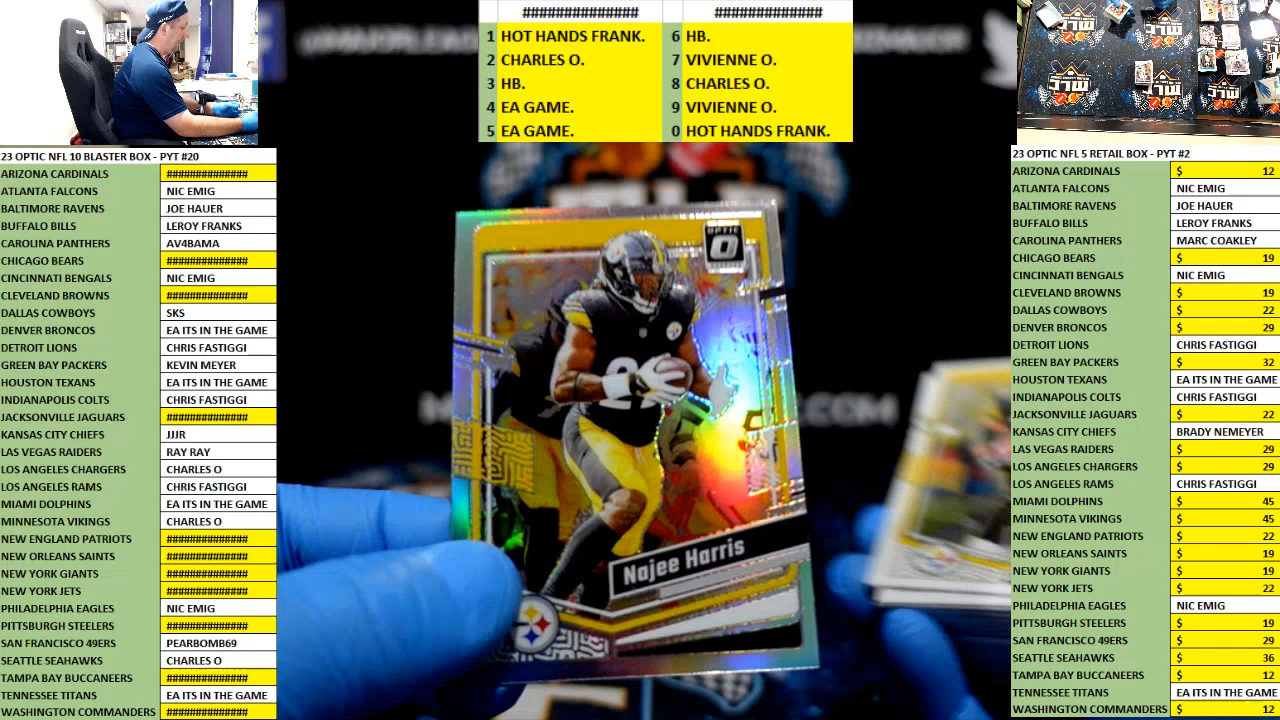 ############## #############
1 HOT HANDS FRANK. 6 HB.
2 CHARLES O. 7 VIVIENNE O.
3 HB. 8 CHARLES O.
4 EA GAME. 9 VIVIENNE O.
5 EA GAME. 0 HOT HANDS FRANK.
23 OPTIC NFL 10 BLASTER BOX - PYT #20
ARIZONA CARDINALS ##############
ATLANTA FALCONS NIC EMIG
BALTIMORE RAVENS JOE HAUER
BUFFALO BILLS LEROY FRANKS
CAROLINA PANTHERS AV4BAMA
CHICAGO BEARS ##############
CINCINNATI BENGALS NIC EMIG
CLEVELAND BROWNS ##############
DALLAS COWBOYS SKS
DENVER BRONCOS EA ITS IN THE GAME
DETROIT LIONS CHRIS FASTIGGI
GREEN BAY PACKERS KEVIN MEYER
HOUSTON TEXANS EA ITS IN THE GAME
INDIANAPOLIS COLTS CHRIS FASTIGGI
JACKSONVILLE JAGUARS ##############
KANSAS CITY CHIEFS JJJR
LAS VEGAS RAIDERS RAY RAY
LOS ANGELES CHARGERS CHARLES O
LOS ANGELES RAMS CHRIS FASTIGGI
MIAMI DOLPHINS EA ITS IN THE GAME
MINNESOTA VIKINGS CHARLES O
NEW ENGLAND PATRIOTS ##############
NEW ORLEANS SAINTS ##############
NEW YORK GIANTS ##############
NEW YORK JETS ##############
PHILADELPHIA EAGLES NIC EMIG
PITTSBURGH STEELERS ##############
SAN FRANCISCO 49ERS PEARBOMB69
SEATTLE SEAHAWKS CHARLES O
TAMPA BAY BUCCANEERS ##############
TENNESSEE TITANS EA ITS IN THE GAME
WASHINGTON COMMANDERS ##############
OPTIC
Najee Harris
Steelers
23 OPTIC NFL 5 RETAIL BOX - PYT #2
ARIZONA CARDINALS $ 12
ATLANTA FALCONS NIC EMIG
BALTIMORE RAVENS JOE HAUER
BUFFALO BILLS LEROY FRANKS
CAROLINA PANTHERS MARC COAKLEY
CHICAGO BEARS $ 19
CINCINNATI BENGALS NIC EMIG
CLEVELAND BROWNS $ 19
DALLAS COWBOYS $ 22
DENVER BRONCOS $ 29
DETROIT LIONS CHRIS FASTIGGI
GREEN BAY PACKERS $ 32
HOUSTON TEXANS EA ITS IN THE GAME
INDIANAPOLIS COLTS CHRIS FASTIGGI
JACKSONVILLE JAGUARS $ 22
KANSAS CITY CHIEFS BRADY NEMEYER
LAS VEGAS RAIDERS $ 29
LOS ANGELES CHARGERS $ 29
LOS ANGELES RAMS CHRIS FASTIGGI
MIAMI DOLPHINS $ 45
MINNESOTA VIKINGS $ 45
NEW ENGLAND PATRIOTS $ 22
NEW ORLEANS SAINTS $ 19
NEW YORK GIANTS $ 19
NEW YORK JETS $ 22
PHILADELPHIA EAGLES NIC EMIG
PITTSBURGH STEELERS $ 19
SAN FRANCISCO 49ERS $ 29
SEATTLE SEAHAWKS $ 36
TAMPA BAY BUCCANEERS $ 12
TENNESSEE TITANS EA ITS IN THE GAME
WASHINGTON COMMANDERS $ 12